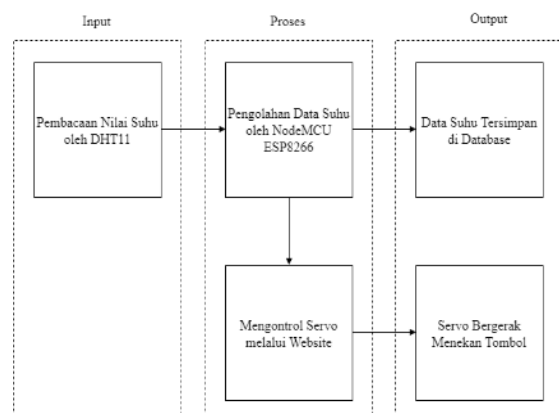 Input
Proses
Output
Pembacaan Nilai Suhu
oleh DHT11
Pengolahan Data Suhu
oleh NodeMCU
ESP8266
Data Suhu Tersimpan
di Database
Mengontrol Servo
melalui Website
Servo Bergerak
Menekan Tombol